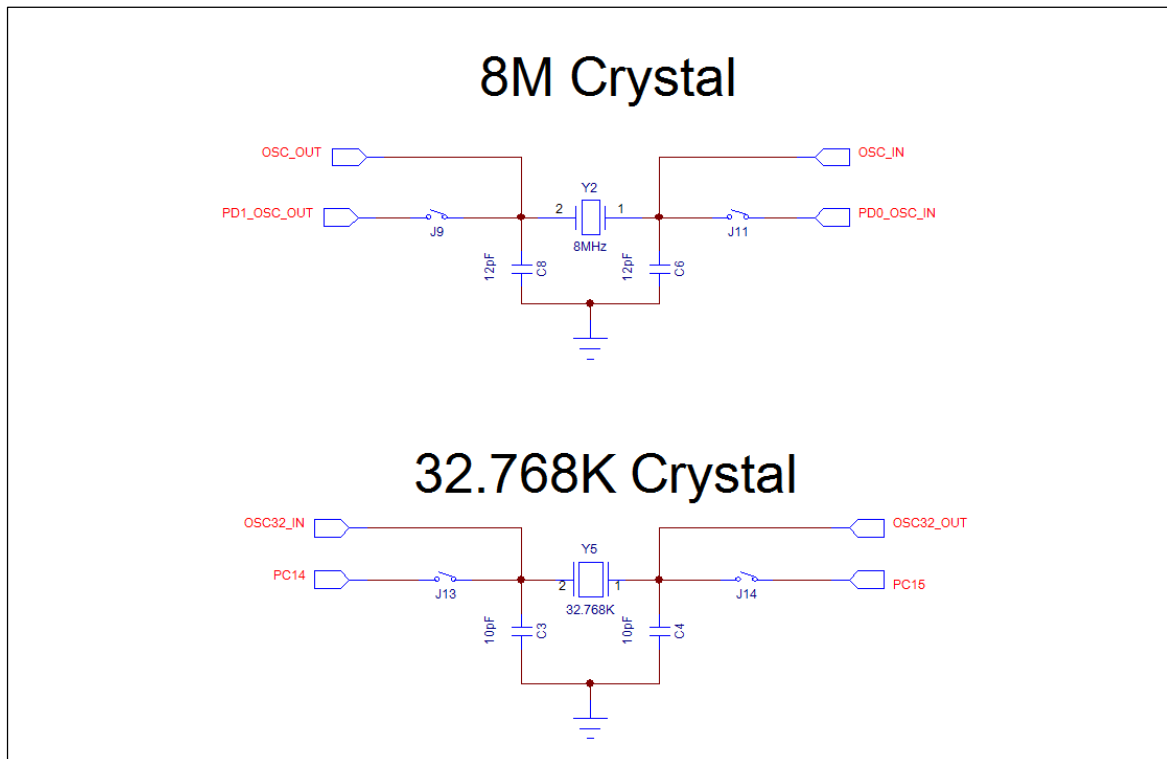 8M Crystal
OSC_OUT
OSC_IN
Y2
PD1_OSC_OUT
2
1
PD0_OSC_IN
J9
8MHz
J11
12pF
C8
12pF
C6
32.768K Crystal
OSC32_IN
OSC32_OUT
Y5
PC14
2
1
PC15
J13
32.768K
J14
10pF
C3
10pF
C4